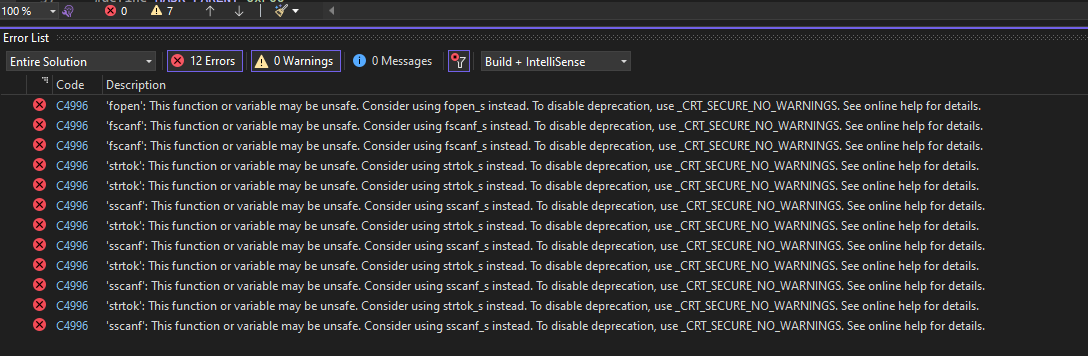 100 % 0 7
Error List
Entire Solution 12 Errors 0 Warnings 0 Messages Build + IntelliSense
Code Description
C4996 'fopen': This function or variable may be unsafe. Consider using fopen_s instead. To disable deprecation, use _CRT_SECURE_NO_WARNINGS. See online help for details.
C4996 'fscanf': This function or variable may be unsafe. Consider using fscanf_s instead. To disable deprecation, use _CRT_SECURE_NO_WARNINGS. See online help for details.
C4996 'fscanf': This function or variable may be unsafe. Consider using fscanf_s instead. To disable deprecation, use _CRT_SECURE_NO_WARNINGS. See online help for details.
C4996 'strtok': This function or variable may be unsafe. Consider using strtok_s instead. To disable deprecation, use _CRT_SECURE_NO_WARNINGS. See online help for details.
C4996 'strtok': This function or variable may be unsafe. Consider using strtok_s instead. To disable deprecation, use _CRT_SECURE_NO_WARNINGS. See online help for details.
C4996 'sscanf': This function or variable may be unsafe. Consider using sscanf_s instead. To disable deprecation, use _CRT_SECURE_NO_WARNINGS. See online help for details.
C4996 'strtok': This function or variable may be unsafe. Consider using strtok_s instead. To disable deprecation, use _CRT_SECURE_NO_WARNINGS. See online help for details.
C4996 'sscanf': This function or variable may be unsafe. Consider using sscanf_s instead. To disable deprecation, use _CRT_SECURE_NO_WARNINGS. See online help for details.
C4996 'strtok': This function or variable may be unsafe. Consider using strtok_s instead. To disable deprecation, use _CRT_SECURE_NO_WARNINGS. See online help for details.
C4996 'sscanf': This function or variable may be unsafe. Consider using sscanf_s instead. To disable deprecation, use _CRT_SECURE_NO_WARNINGS. See online help for details.
C4996 'strtok': This function or variable may be unsafe. Consider using strtok_s instead. To disable deprecation, use _CRT_SECURE_NO_WARNINGS. See online help for details.
C4996 'sscanf': This function or variable may be unsafe. Consider using sscanf_s instead. To disable deprecation, use _CRT_SECURE_NO_WARNINGS. See online help for details.